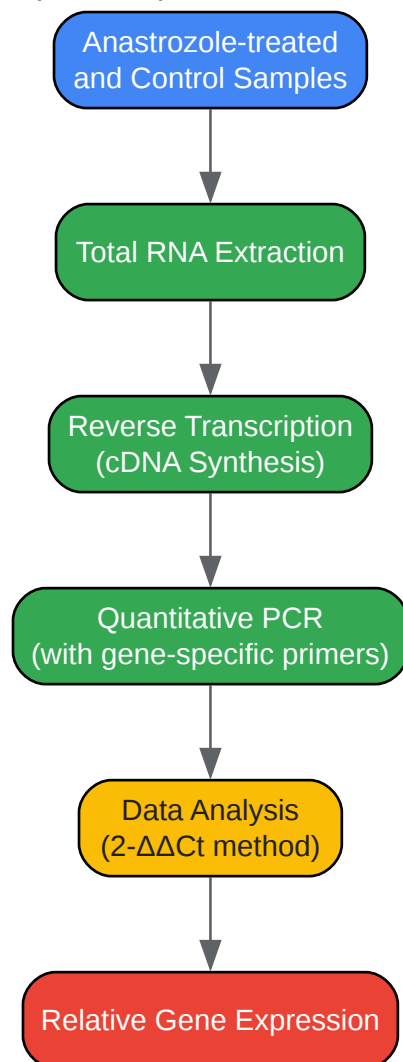 Anastrozole-treated
and Control Samples
Total RNA Extraction
Reverse Transcription
(cDNA Synthesis)
Quantitative PCR
(with gene-specific primers)
Data Analysis
(2-ΔΔCt method)
Relative Gene Expression